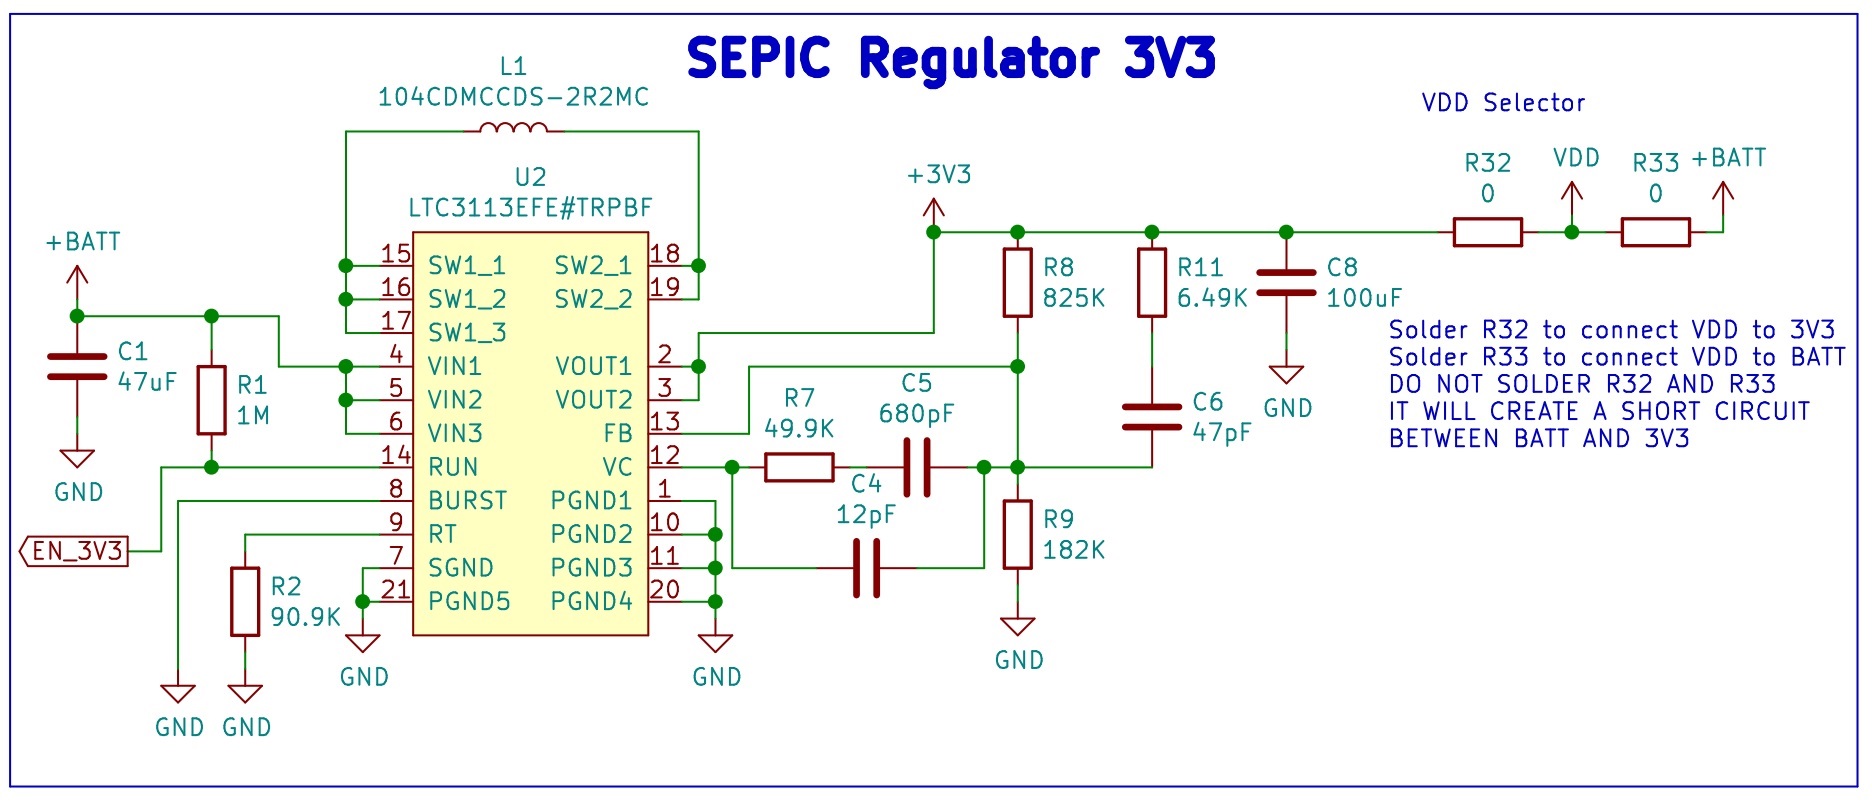 SEPIC Regulator 3V3
L1
104CDMCCDS-2R2MC
VDD Selector
U2
LTC3113EFE#TRPBF
+3V3
R32
0
VDD
R33
0
+BATT
+BATT
C1
47uF
GND
R1
1M
EN_3V3
15
16
17
4
5
6
14
8
9
7
21
SW1_1
SW1_2
SW1_3
VIN1
VIN2
VIN3
RUN
BURST
RT
SGND
PGND5
SW2_1
SW2_2
VOUT1
VOUT2
FB
VC
PGND1
PGND2
PGND3
PGND4
18
19
2
3
13
12
1
10
11
20
R2
90.9K
GND
GND
GND
GND
R7
49.9K
C5
680pF
C4
12pF
R8
825K
R9
182K
GND
R11
6.49K
C6
47pF
C8
100uF
GND
Solder R32 to connect VDD to 3V3
Solder R33 to connect VDD to BATT
DO NOT SOLDER R32 AND R33
IT WILL CREATE A SHORT CIRCUIT
BETWEEN BATT AND 3V3